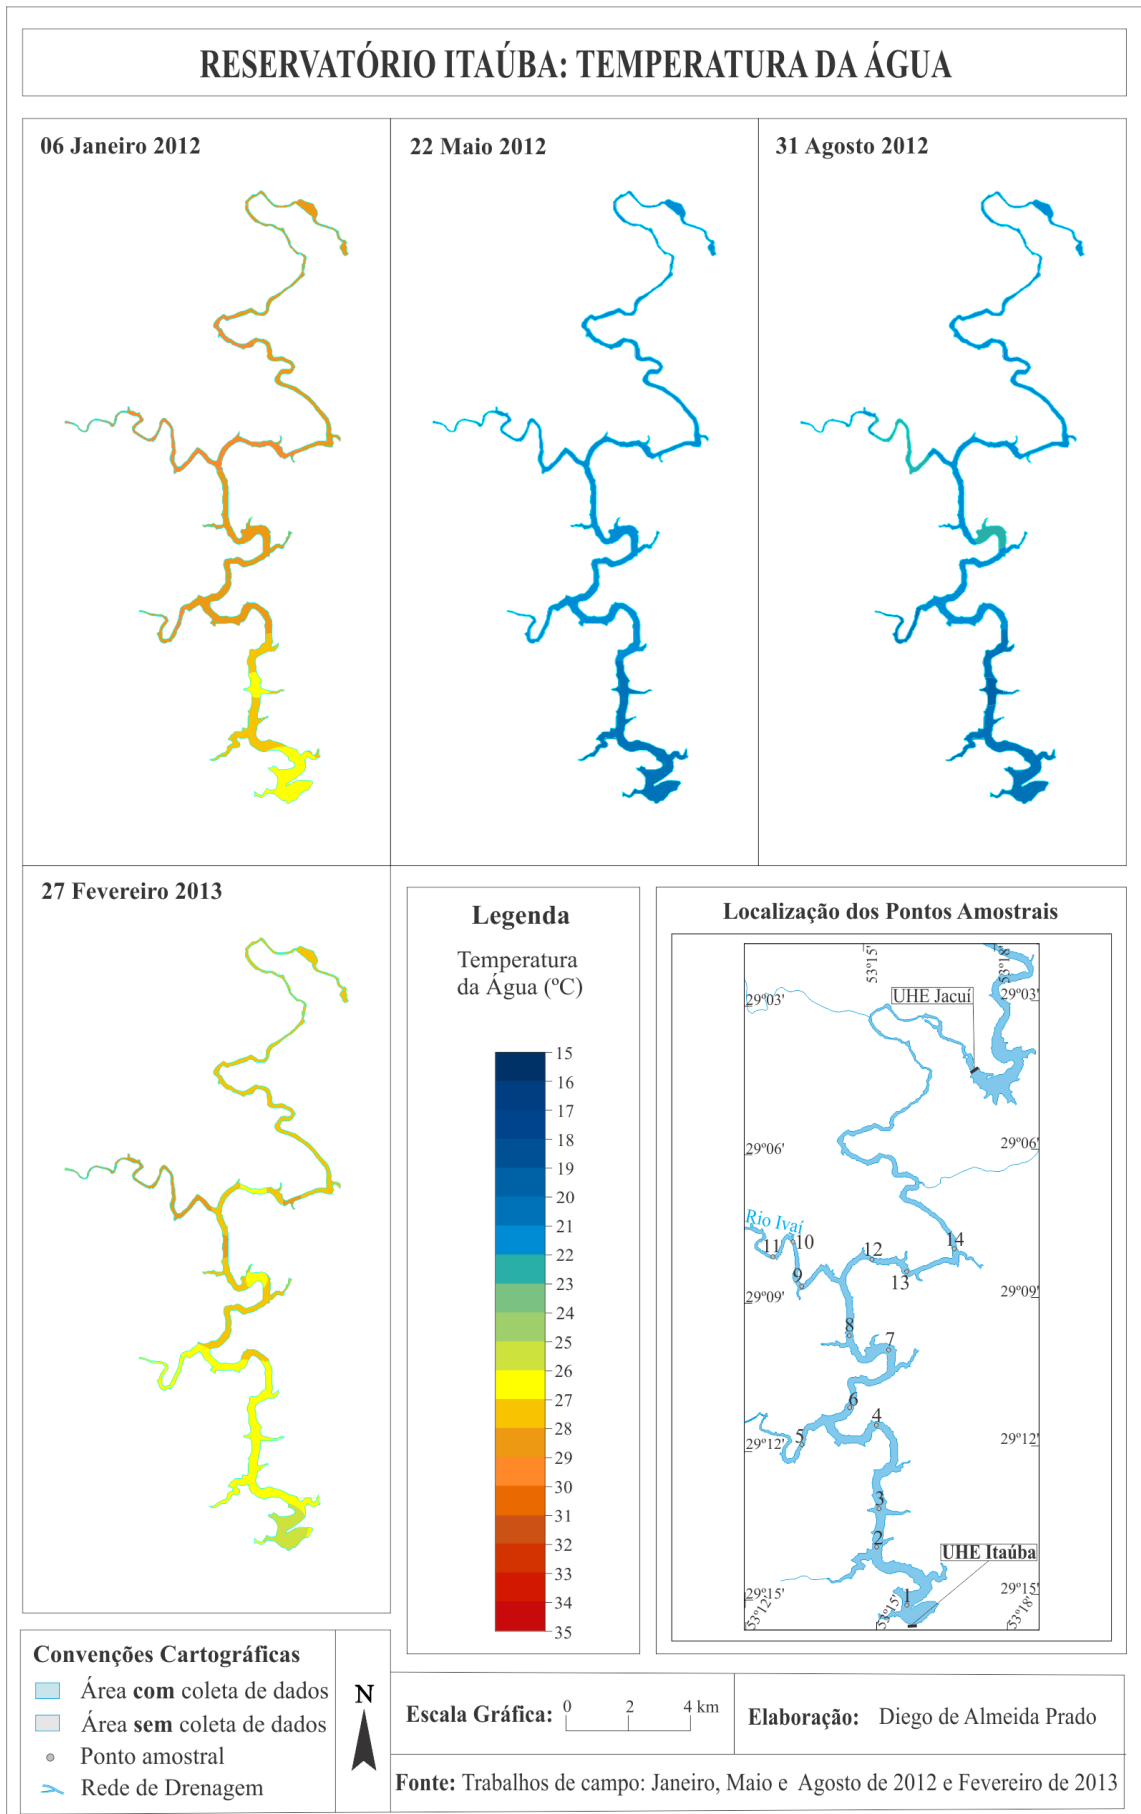 RESERVATÓRIO ITAÚBA: TEMPERATURA DA ÁGUA
06 Janeiro 2012
22 Maio 2012
31 Agosto 2012
27 Fevereiro 2013
Legenda
Temperatura
da Água (ºC)
15
16
17
18
19
20
21
22
23
24
25
26
27
28
29
30
31
32
33
34
35
Localização dos Pontos Amostrais
53º15'
53º18'
UHE Jacuí
29º03'
29º03'
29º06'
29º06'
Rio Ivaí
11
10
12
14
9
13
29º09'
29º09'
8
7
6
4
5
29º12'
29º12'
3
2
UHE Itaúba
1
29º15'
29º15'
53º12'
53º15'
53º18'
Convenções Cartográficas
Área com coleta de dados
Área sem coleta de dados
Ponto amostral
Rede de Drenagem
N
Escala Gráfica: 0 2 4 km
Elaboração: Diego de Almeida Prado
Fonte: Trabalhos de campo: Janeiro, Maio e Agosto de 2012 e Fevereiro de 2013